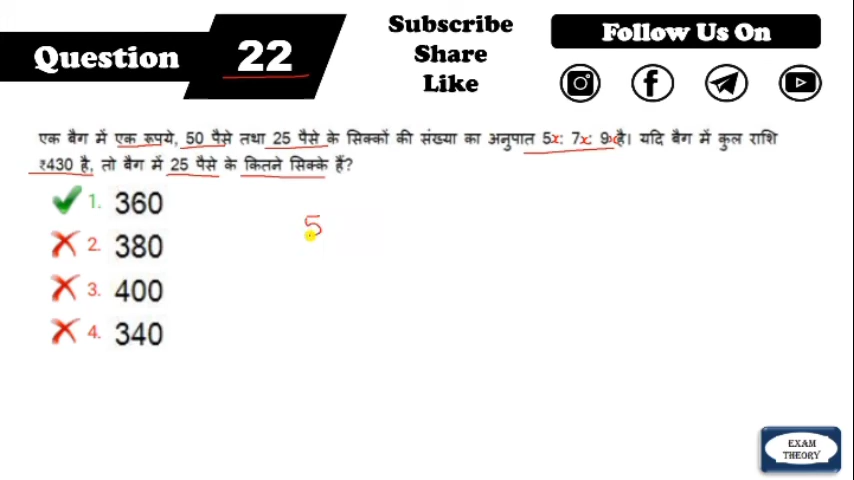 Subscribe
Share
Like
Follow Us On
Question 22
एक बैग में एक रूपये, 50 पैसे तथा 25 पैसे के सिक्कों की संख्या का अनुपात 5x: 7x: 9x है। यदि बैग में कुल राशि
₹430 है, तो बैग में 25 पैसे के कितने सिक्के हैं?
1. 360
5
2. 380
3. 400
4. 340
EXAM
THEORY